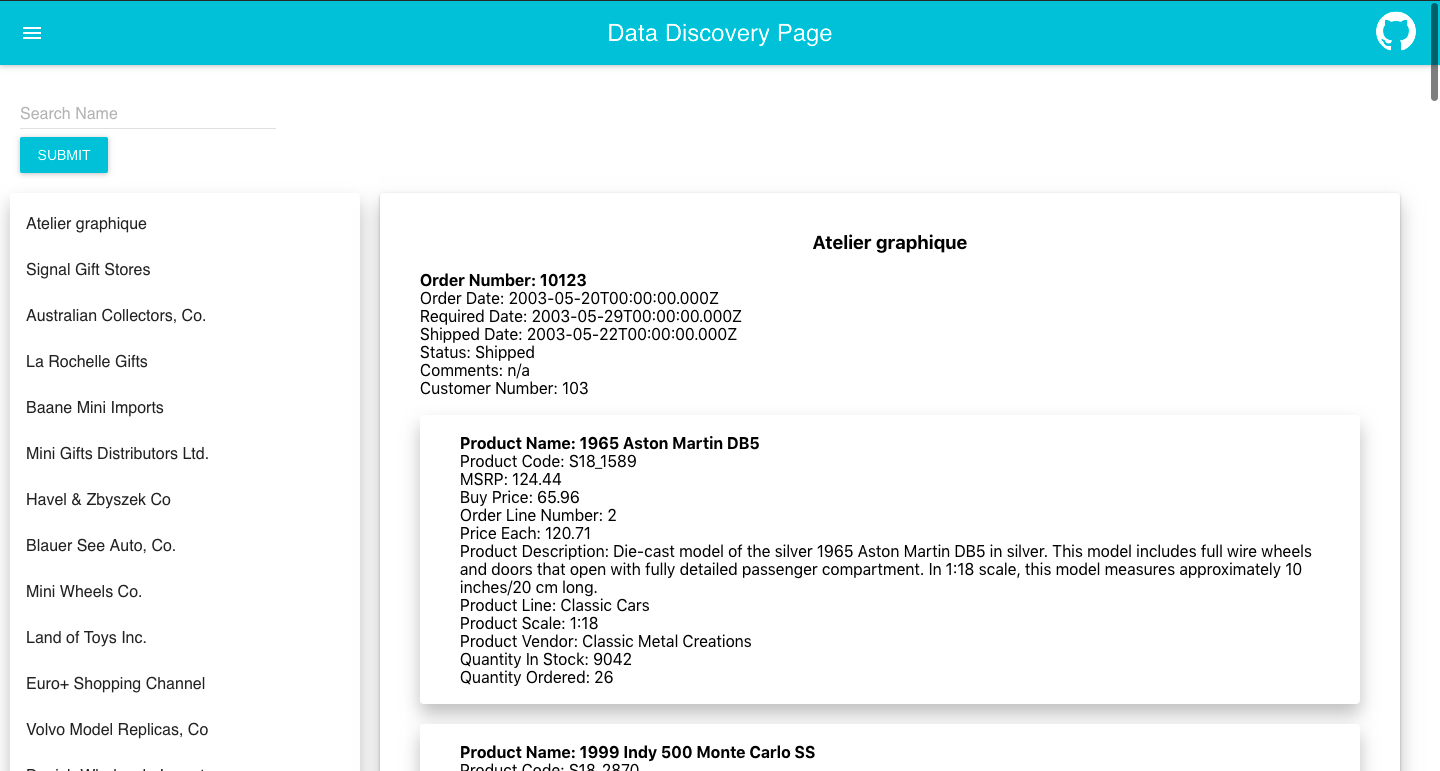 Data Discovery Page
Search Name
SUBMIT
Atelier graphique
Signal Gift Stores
Australian Collectors, Co.
La Rochelle Gifts
Baane Mini Imports
Mini Gifts Distributors Ltd.
Havel & Zbyszek Co
Blauer See Auto, Co.
Mini Wheels Co.
Land of Toys Inc.
Euro+ Shopping Channel
Volvo Model Replicas, Co
Atelier graphique
Order Number: 10123
Order Date: 2003-05-20T00:00:00.000Z
Required Date: 2003-05-29T00:00:00.000Z
Shipped Date: 2003-05-22T00:00:00.000Z
Status: Shipped
Comments: n/a
Customer Number: 103
Product Name: 1965 Aston Martin DB5
Product Code: S18_1589
MSRP: 124.44
Buy Price: 65.96
Order Line Number: 2
Price Each: 120.71
Product Description: Die-cast model of the silver 1965 Aston Martin DB5 in silver. This model includes full wire wheels
and doors that open with fully detailed passenger compartment. In 1:18 scale, this model measures approximately 10
inches/20 cm long.
Product Line: Classic Cars
Product Scale: 1:18
Product Vendor: Classic Metal Creations
Quantity In Stock: 9042
Quantity Ordered: 26
Product Name: 1999 Indy 500 Monte Carlo SS
Product Code: S18_2870